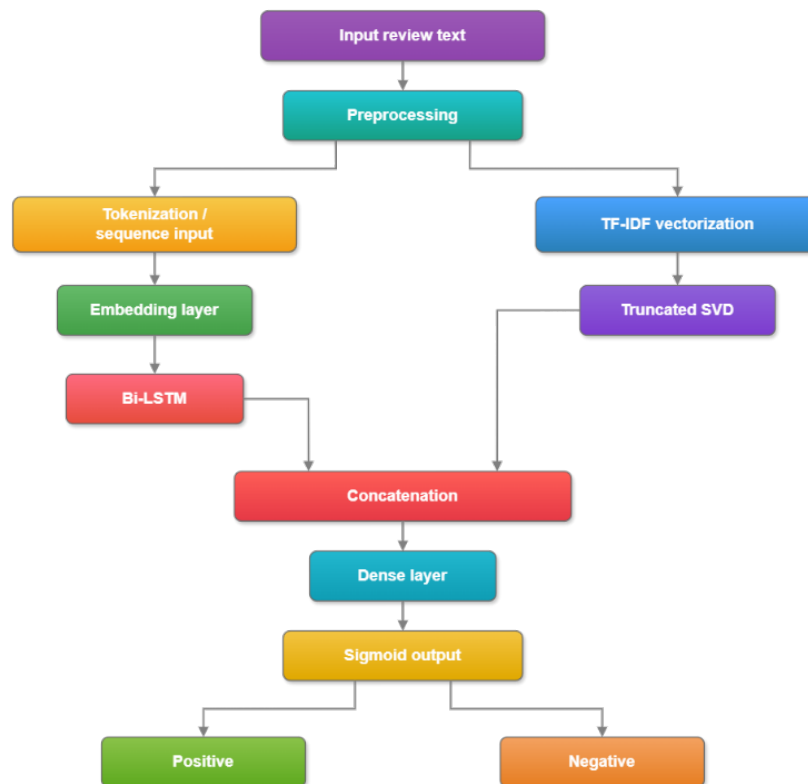 Input review text
Preprocessing
Tokenization /
sequence input
TF-IDF vectorization
Embedding layer
Truncated SVD
Bi-LSTM
Concatenation
Dense layer
Sigmoid output
Positive
Negative